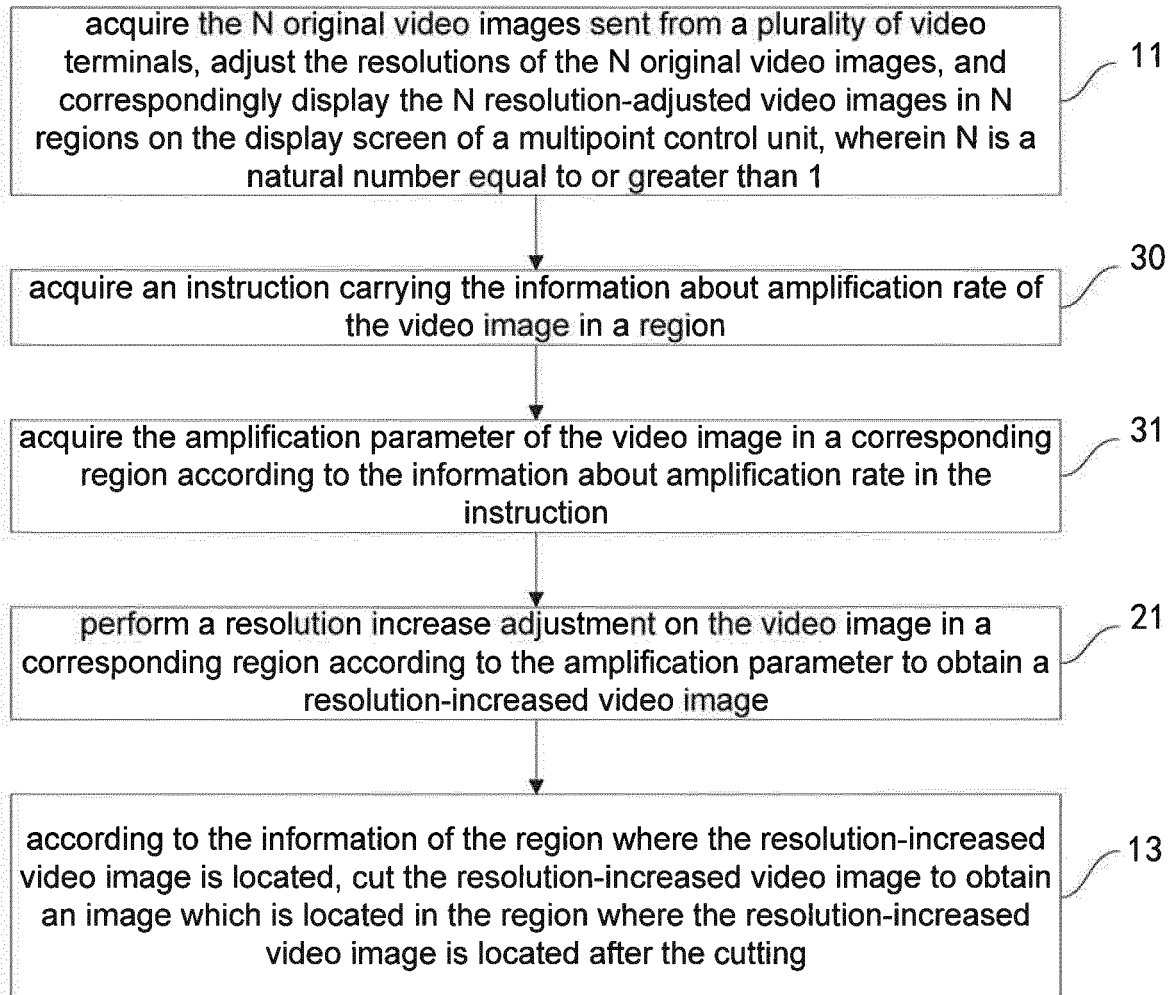 acquire the N original video images sent from a plurality of video
terminals, adjust the resolutions of the N original video images, and
correspondingly display the N resolution-adjusted video images in N
regions on the display screen of a multipoint control unit, wherein N is a
natural number equal to or greater than 1
11
acquire an instruction carrying the information about amplification rate of
the video image in a region
30
acquire the amplification parameter of the video image in a corresponding
region according to the information about amplification rate in the
instruction
31
perform a resolution increase adjustment on the video image in a
corresponding region according to the amplification parameter to obtain a
resolution-increased video image
21
according to the information of the region where the resolution-increased
video image is located, cut the resolution-increased video image to obtain
an image which is located in the region where the resolution-increased
video image is located after the cutting
13